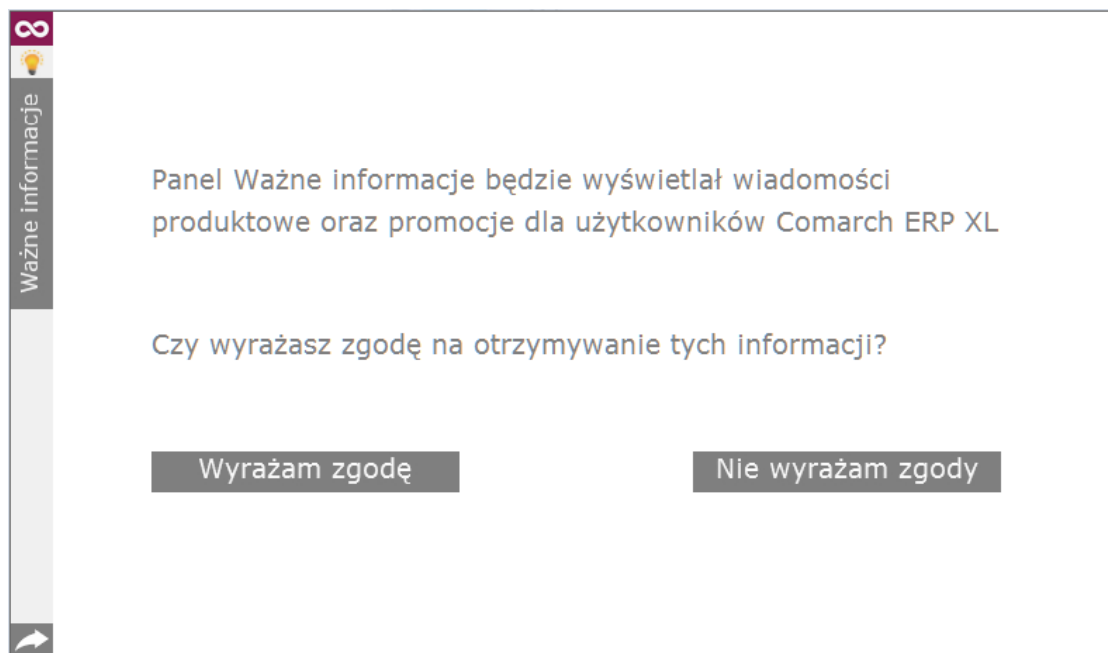 Ważne informacje
Panel Ważne informacje będzie wyświetlał wiadomości
produktowe oraz promocje dla użytkowników Comarch ERP XL
Czy wyrażasz zgodę na otrzymywanie tych informacji?
Wyrażam zgodę
Nie wyrażam zgody